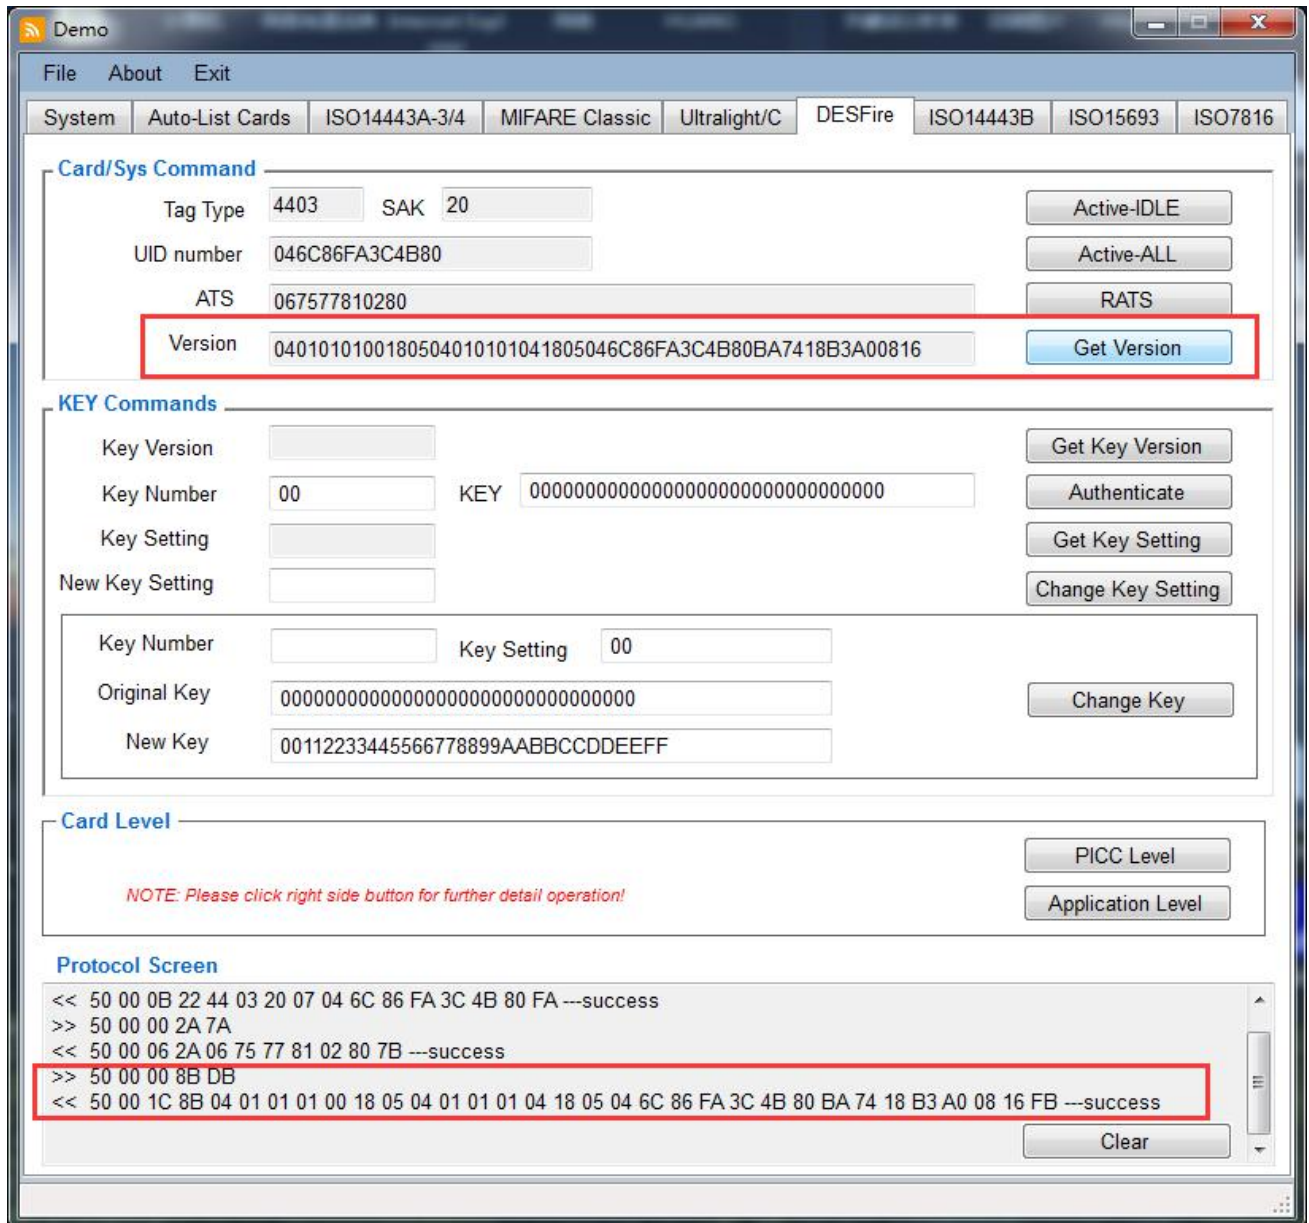 Demo
File About Exit
System Auto-List Cards ISO14443A-3/4 MIFARE Classic Ultralight/C DESFire ISO14443B ISO15693 ISO7816
Card/Sys Command
Tag Type 4403 SAK 20 Active-IDLE
UID number 046C86FA3C4B80 Active-ALL
ATS 067577810280 RATS
Version 0401010100180504010101041805046C86FA3C4B80BA7418B3A00816 Get Version
KEY Commands
Key Version Get Key Version
Key Number 00 KEY 00000000000000000000000000000000 Authenticate
Key Setting Get Key Setting
New Key Setting Change Key Setting
Key Number Key Setting 00
Original Key 00000000000000000000000000000000 Change Key
New Key 00112233445566778899AABBCCDDEEFF
Card Level
PICC Level
NOTE: Please click right side button for further detail operation!
Application Level
Protocol Screen
<< 50 00 0B 22 44 03 20 07 04 6C 86 FA 3C 4B 80 FA ---success
>> 50 00 00 2A 7A
<< 50 00 06 2A 06 75 77 81 02 80 7B ---success
>> 50 00 00 8B DB
<< 50 00 1C 8B 04 01 01 01 00 18 05 04 01 01 01 04 18 05 04 6C 86 FA 3C 4B 80 BA 74 18 B3 A0 08 16 FB ---success
Clear